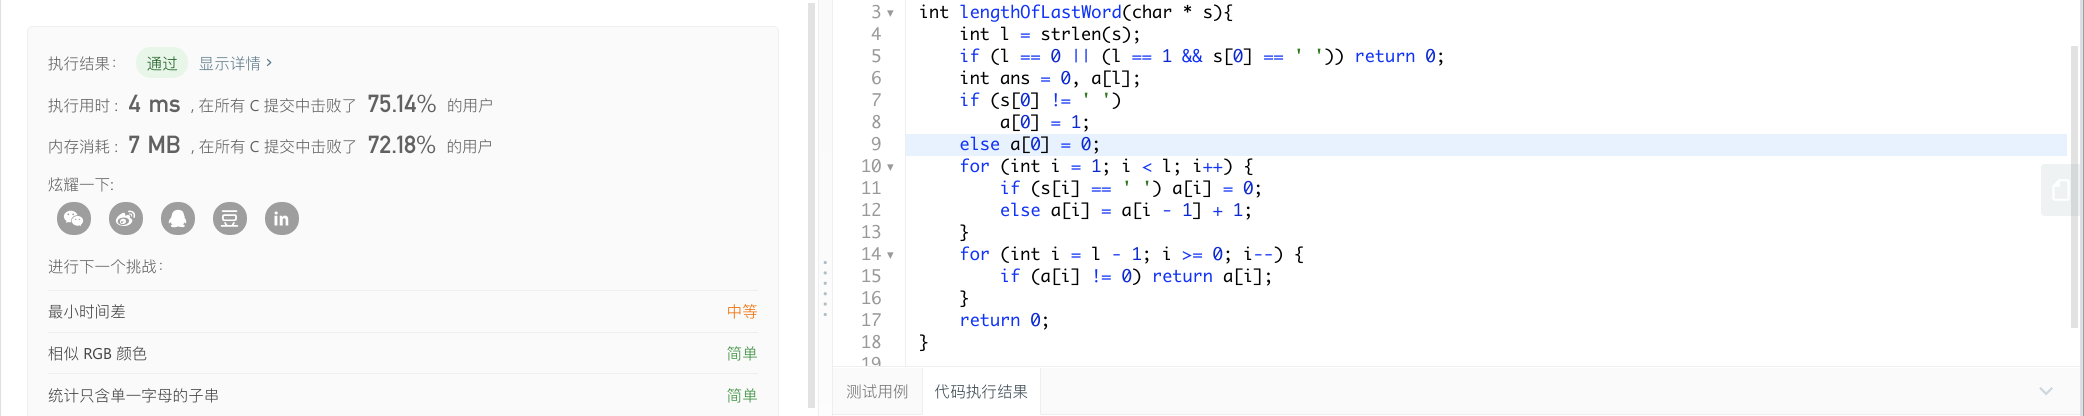 执行结果： 通过 显示详情 >
执行用时： 4 ms , 在所有 C 提交中击败了 75.14% 的用户
内存消耗： 7 MB , 在所有 C 提交中击败了 72.18% 的用户
炫耀一下:
豆 in
进行下一个挑战：
最小时间差 中等
相似 RGB 颜色 简单
统计只含单一字母的子串 简单
3 int lengthOfLastWord(char * s){
4 int l = strlen(s);
5 if (l == 0 || (l == 1 && s[0] == ' ')) return 0;
6 int ans = 0, a[l];
7 if (s[0] != ' ')
8 a[0] = 1;
9 else a[0] = 0;
10 for (int i = 1; i < l; i++) {
11 if (s[i] == ' ') a[i] = 0;
12 else a[i] = a[i - 1] + 1;
13 }
14 for (int i = l - 1; i >= 0; i--) {
15 if (a[i] != 0) return a[i];
16 }
17 return 0;
18 }
19
测试用例 代码执行结果